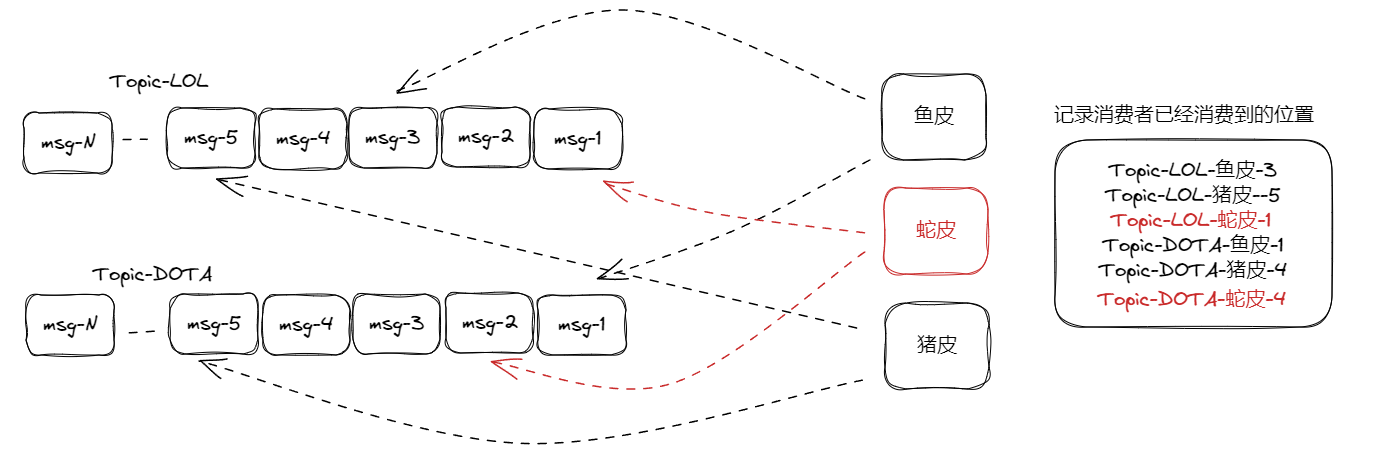 Topic-LOL
msg-N
msg-5
msg-4
msg-3
msg-2
msg-1
Topic-DOTA
msg-N
msg-5
msg-4
msg-3
msg-2
msg-1
鱼皮
蛇皮
猪皮
记录消费者已经消费到的位置
Topic-LOL-鱼皮-3
Topic-LOL-猪皮--5
Topic-LOL-蛇皮-1
Topic-DOTA-鱼皮-1
Topic-DOTA-猪皮-4
Topic-DOTA-蛇皮-4